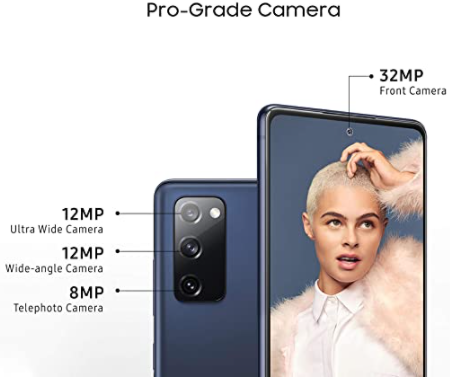 Pro-Grade Camera
32MP
Front Camera
12MP
Ultra Wide Camera
12MP
Wide-angle Camera
8MP
Telephoto Camera